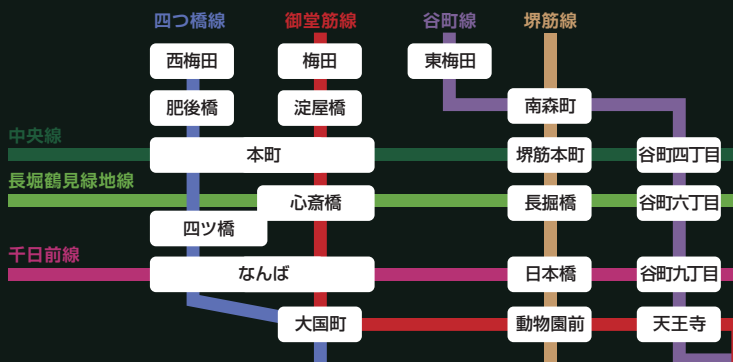 四つ橋線 御堂筋線 谷町線 堺筋線
西梅田 梅田 東梅田
肥後橋 淀屋橋 南森町
中央線
本町 堺筋本町 谷町四丁目
長堀鶴見緑地線
心斎橋 長掘橋 谷町六丁目
四ツ橋
千日前線
なんば 日本橋 谷町九丁目
大国町 動物園前 天王寺